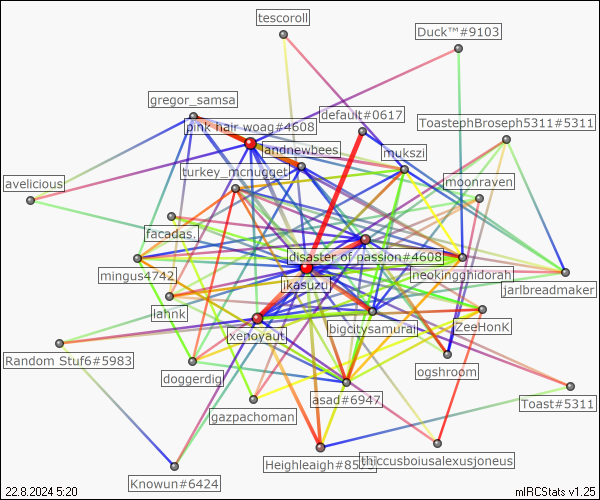 tescoroll
Duck™#9103
gregor_samsa
default#0617
pink hair woag#4608
ToastephBroseph5311#5311
landnewbees
mukszi
turkey_mcnugget
moonraven
avelicious
facadas.
disaster of passion#4608
mingus4742
neokingghidorah
ikasuzu
jarlbreadmaker
lahnk
bigcitysamurai
ZeeHonk
xenoyaut
Random Stuf6#5983
doggerdig
ogshroom
asad#6947
Toast#5311
gazpachoman
Heighleaigh#85
thiccusboiusalexusjoneus
Knowun#6424
22.8.2024 5:20
mIRCStats v1.25